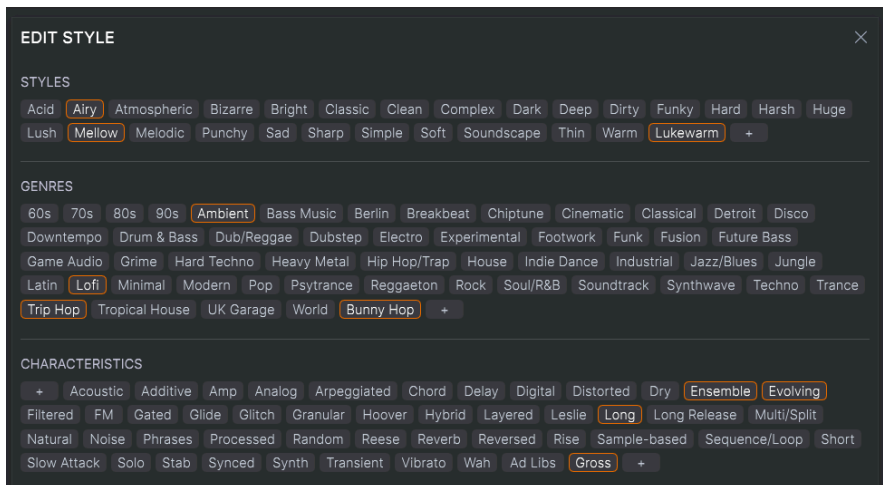 EDIT STYLE
STYLES
Acid Airy Atmospheric Bizarre Bright Classic Clean Complex Dark Deep Dirty Funky Hard Harsh Huge
Lush Mellow Melodic Punchy Sad Sharp Simple Soft Soundscape Thin Warm Lukewarm +
GENRES
60s 70s 80s 90s Ambient Bass Music Berlin Breakbeat Chiptune Cinematic Classical Detroit Disco
Downtempo Drum & Bass Dub/Reggae Dubstep Electro Experimental Footwork Funk Fusion Future Bass
Game Audio Grime Hard Techno Heavy Metal Hip Hop/Trap House Indie Dance Industrial Jazz/Blues Jungle
Latin Lofi Minimal Modern Pop Psytrance Reggaeton Rock Soul/R&B Soundtrack Synthwave Techno Trance
Trip Hop Tropical House UK Garage World Bunny Hop +
CHARACTERISTICS
+ Acoustic Additive Amp Analog Arpeggiated Chord Delay Digital Distorted Dry Ensemble Evolving
Filtered FM Gated Glide Glitch Granular Hoover Hybrid Layered Leslie Long Long Release Multi/Split
Natural Noise Phrases Processed Random Reese Reverb Reversed Rise Sample-based Sequence/Loop Short
Slow Attack Solo Stab Synced Synth Transient Vibrato Wah Ad Libs Gross +